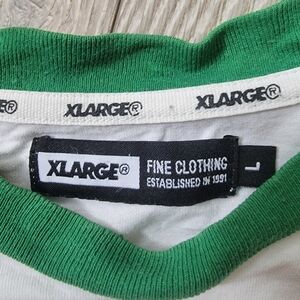 XLARGE®
XLARGE®
XLARGE®
FINE CLOTHING
ESTABLISHED IN 1991
L